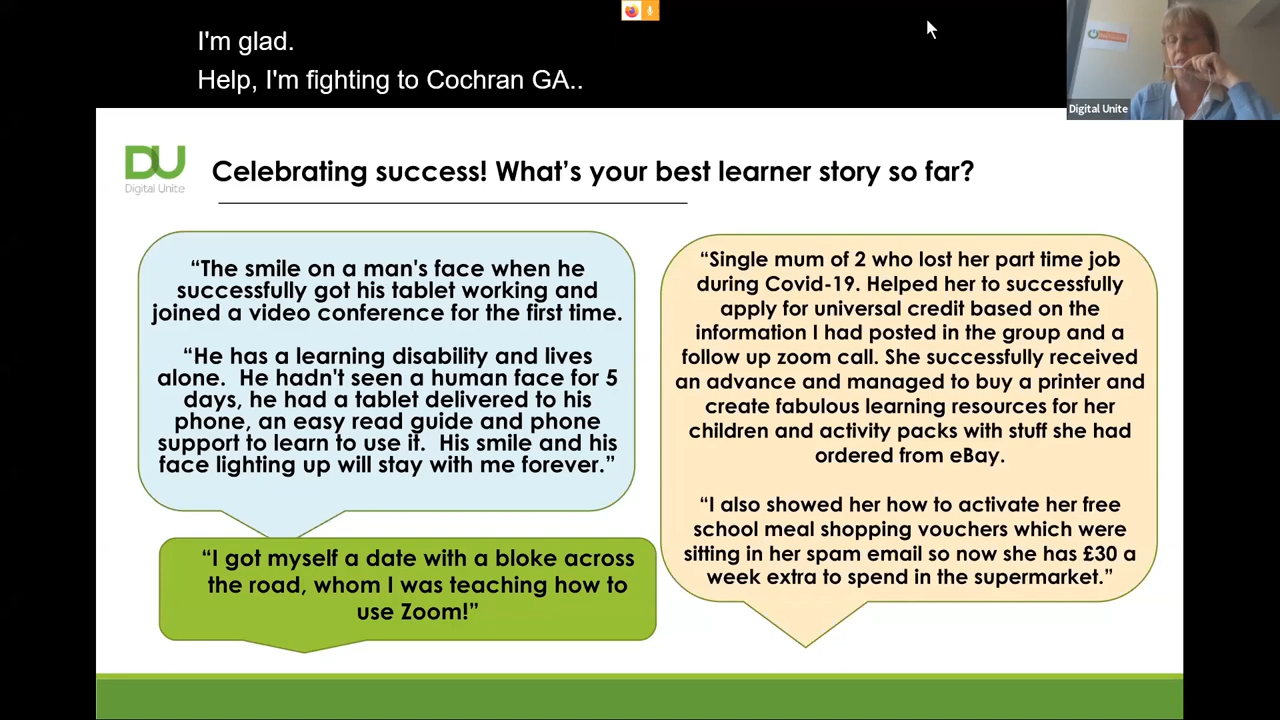 I'm glad.
Help, I'm fighting to Cochran GA..
Digital Unite
DU
Digital Unite
Celebrating success! What's your best learner story so far?
“The smile on a man's face when he
successfully got his tablet working and
joined a video conference for the first time.
“He has a learning disability and lives
alone. He hadn't seen a human face for 5
days, he had a tablet delivered to his
phone, an easy read guide and phone
support to learn to use it. His smile and his
face lighting up will stay with me forever.”
“I got myself a date with a bloke across
the road, whom I was teaching how to
use Zoom!”
“Single mum of 2 who lost her part time job
during Covid-19. Helped her to successfully
apply for universal credit based on the
information I had posted in the group and a
follow up zoom call. She successfully received
an advance and managed to buy a printer and
create fabulous learning resources for her
children and activity packs with stuff she had
ordered from eBay.
“I also showed her how to activate her free
school meal shopping vouchers which were
sitting in her spam email so now she has £30 a
week extra to spend in the supermarket.”